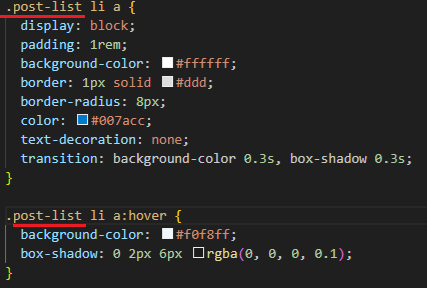 .post-list li a {
display: block;
padding: 1rem;
background-color: #ffffff;
border: 1px solid #ddd;
border-radius: 8px;
color: #007acc;
text-decoration: none;
transition: background-color 0.3s, box-shadow 0.3s;
}
.post-list li a:hover {
background-color: #f0f8ff;
box-shadow: 0 2px 6px rgba(0, 0, 0, 0.1);
}